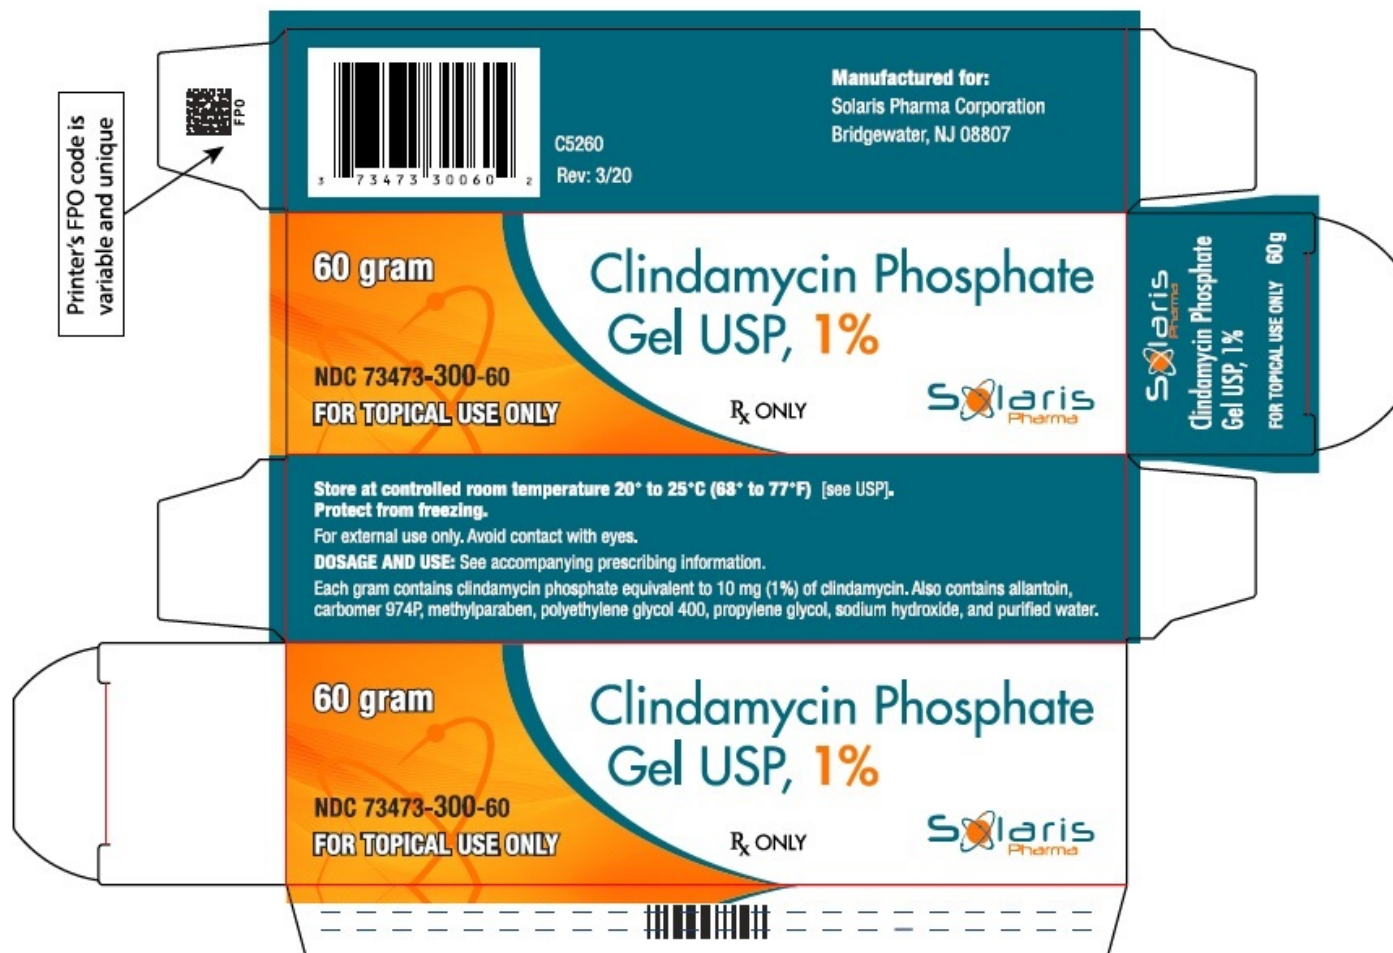 Printer's FPO code is
variable and unique
FPO
3 73473 30060 2
C5260
Rev: 3/20
Manufactured for:
Solaris Pharma Corporation
Bridgewater, NJ 08807
60 gram
NDC 73473-300-60
FOR TOPICAL USE ONLY
Clindamycin Phosphate
Gel USP, 1%
℞ ONLY
Solaris
Pharma
Solaris
Pharma
Clindamycin Phosphate
Gel USP, 1%
FOR TOPICAL USE ONLY 60g
Store at controlled room temperature 20° to 25°C (68° to 77°F) [see USP].
Protect from freezing.
For external use only. Avoid contact with eyes.
DOSAGE AND USE: See accompanying prescribing information.
Each gram contains clindamycin phosphate equivalent to 10 mg (1%) of clindamycin. Also contains allantoin,
carbomer 974P, methylparaben, polyethylene glycol 400, propylene glycol, sodium hydroxide, and purified water.
60 gram
NDC 73473-300-60
FOR TOPICAL USE ONLY
Clindamycin Phosphate
Gel USP, 1%
℞ ONLY
Solaris
Pharma